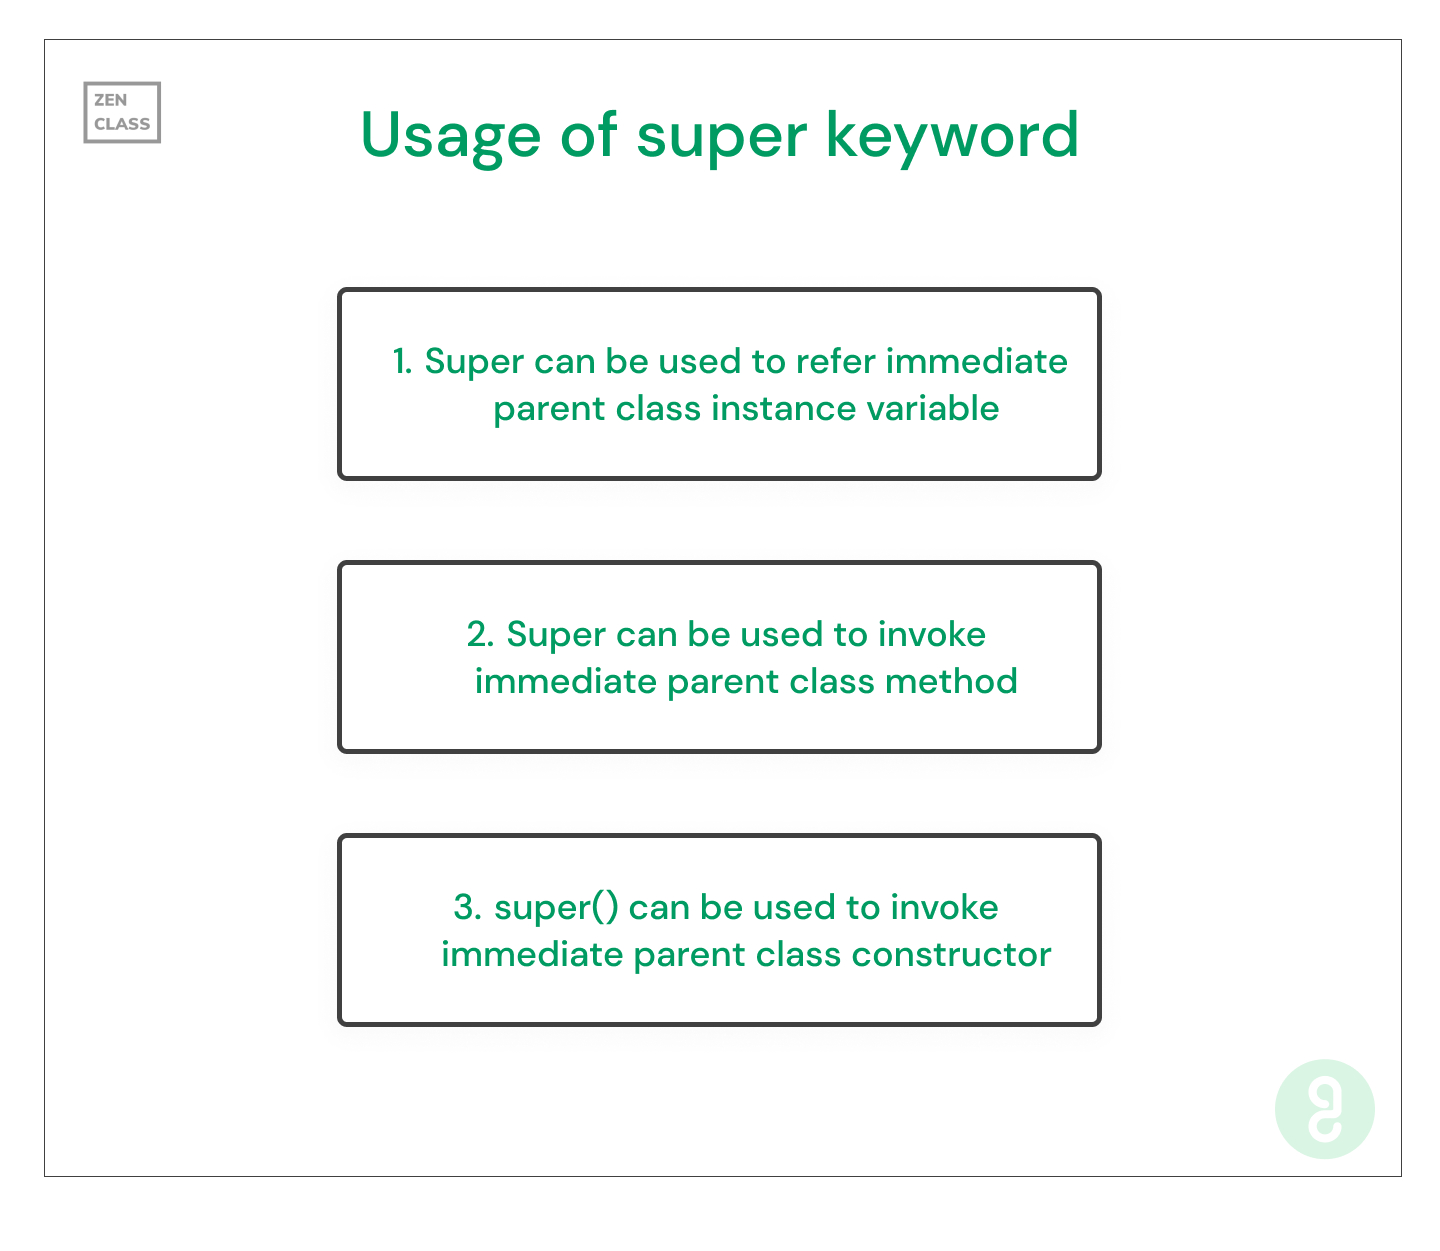 ZEN
CLASS
Usage of super keyword
1. Super can be used to refer immediate
parent class instance variable
2. Super can be used to invoke
immediate parent class method
3. super() can be used to invoke
immediate parent class constructor